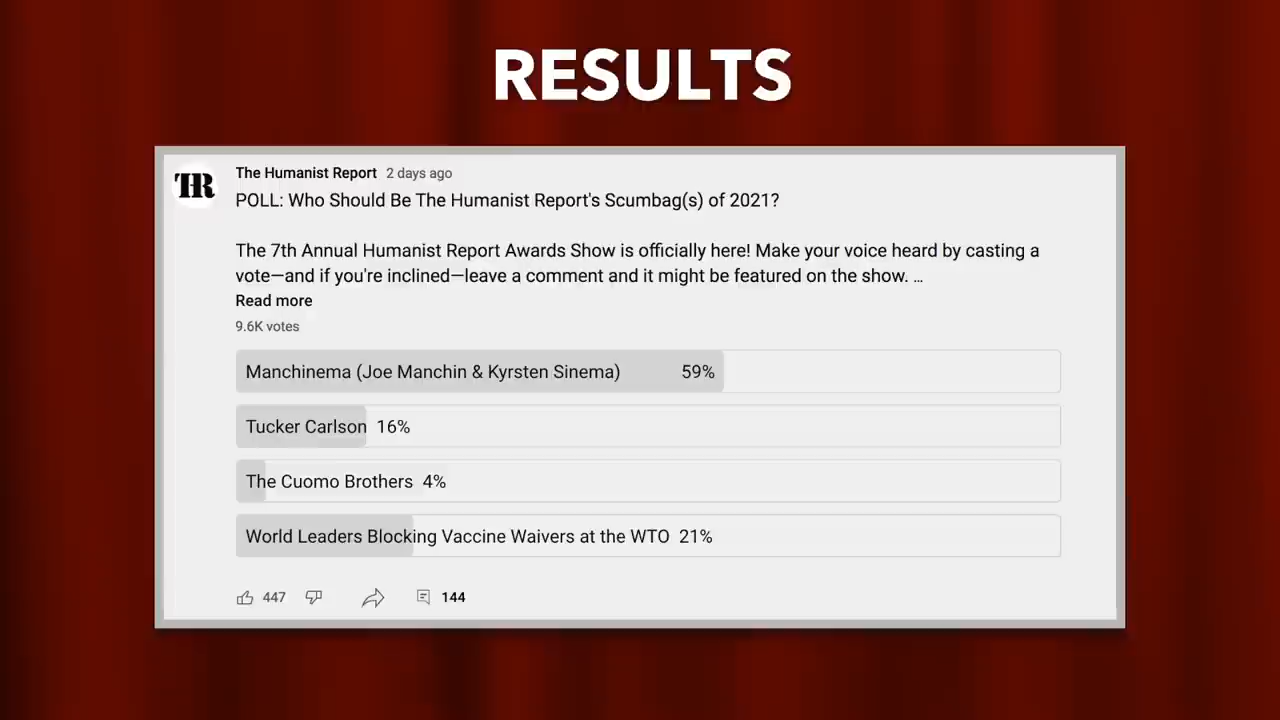 RESULTS
THR
The Humanist Report 2 days ago
POLL: Who Should Be The Humanist Report's Scumbag(s) of 2021?
The 7th Annual Humanist Report Awards Show is officially here! Make your voice heard by casting a
vote—and if you're inclined—leave a comment and it might be featured on the show. ...
Read more
9.6K votes
Manchinema (Joe Manchin & Kyrsten Sinema) 59%
Tucker Carlson 16%
The Cuomo Brothers 4%
World Leaders Blocking Vaccine Waivers at the WTO 21%
447 144